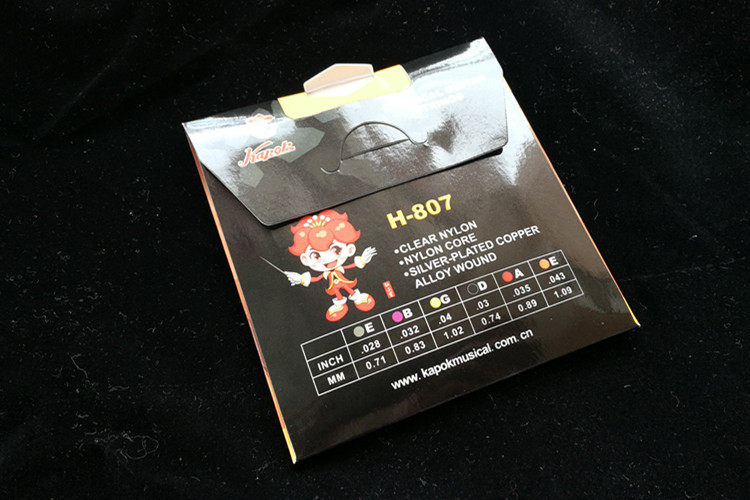 Kapok
H-807
•CLEAR NYLON
•NYLON CORE
•SILVER-PLATED COPPER
ALLOY WOUND
E B G D A E
INCH .028 .032 .04 .03 .035 .043
MM 0.71 0.83 1.02 0.74 0.89 1.09
www.kapokmusical.com.cn